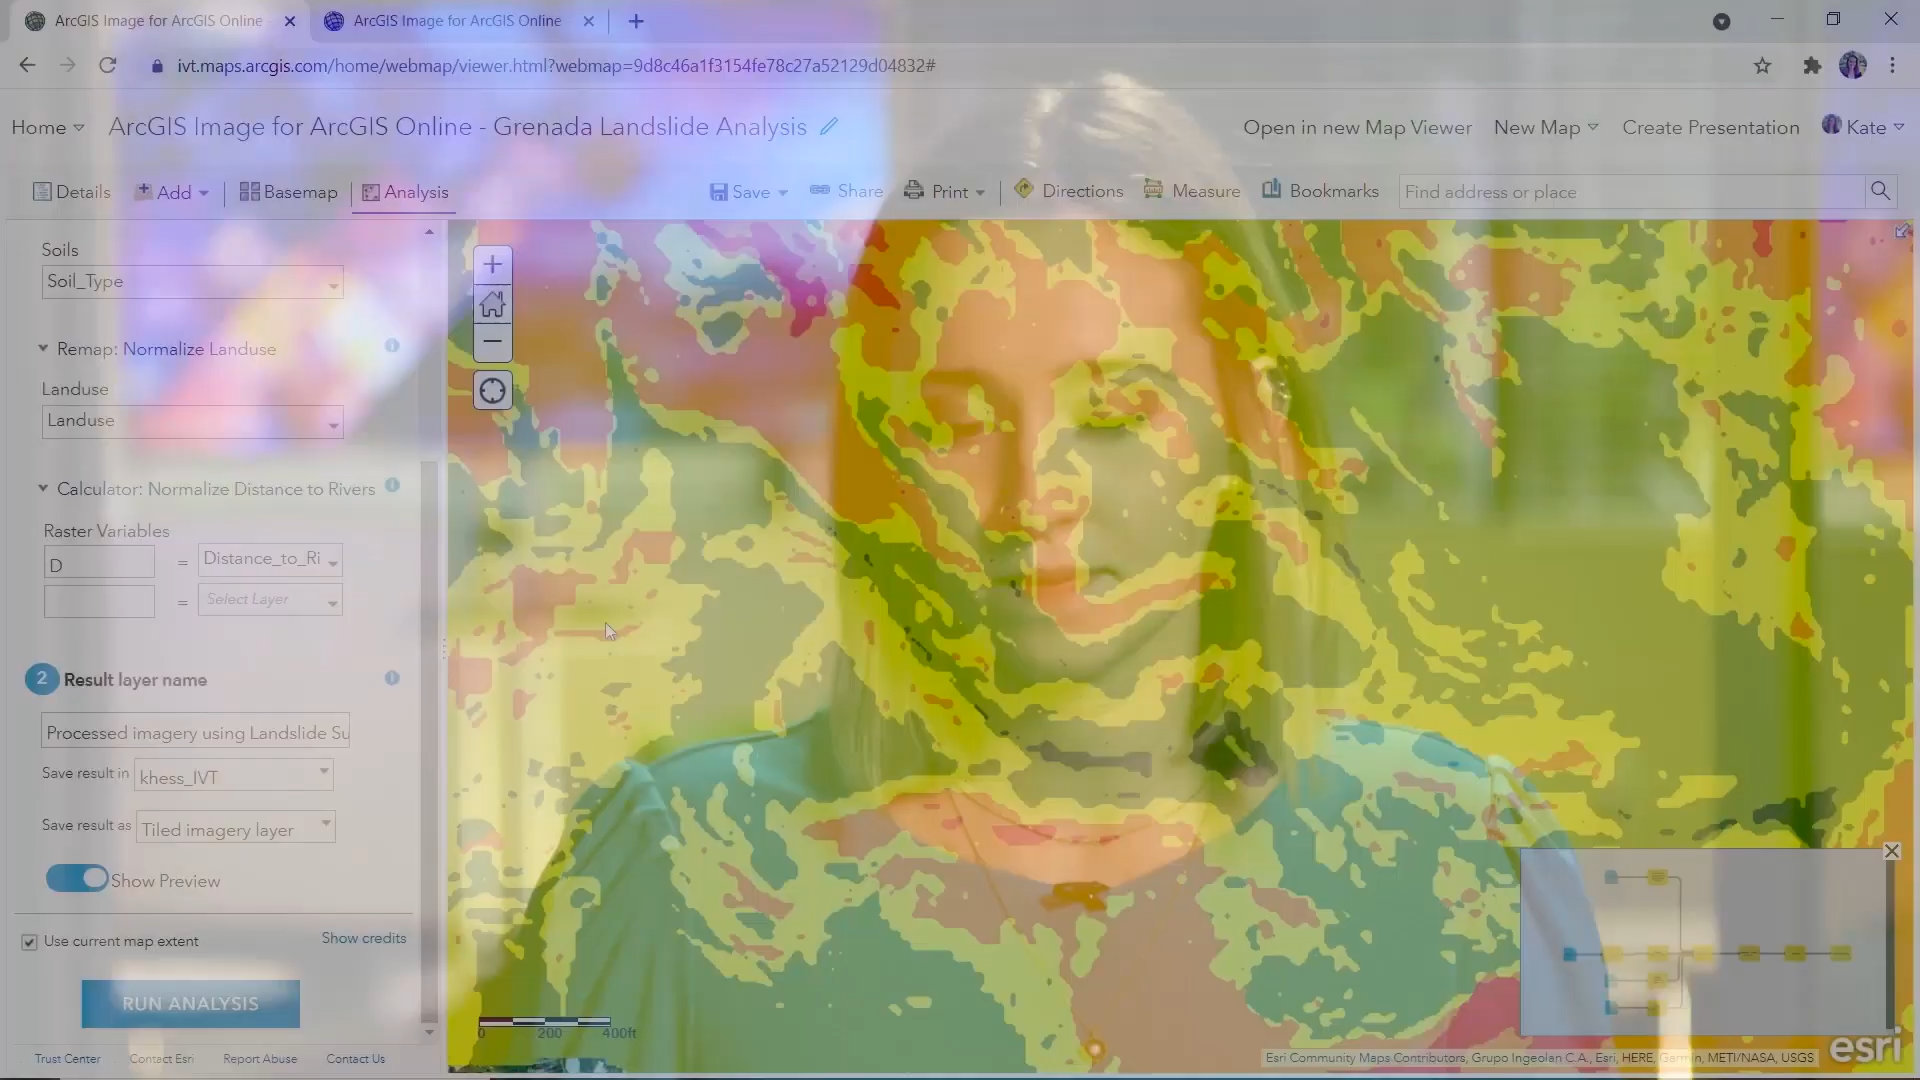 ArcGIS Image for ArcGIS Online
ArcGIS Image for ArcGIS Online
ivt.maps.arcgis.com/home/webmap/viewer.html?webmap=9d8c46a1f3154fe78c27a52129d04832#
Home
ArcGIS Image for ArcGIS Online - Grenada Landslide Analysis
Open in new Map Viewer
New Map
Create Presentation
Kate
Details
Add
Basemap
Analysis
Save
Share
Print
Directions
Measure
Bookmarks
Find address or place
Soils
Soil_Type
Remap: Normalize Landuse
Landuse
Landuse
Calculator: Normalize Distance to Rivers
Raster Variables
D = Distance_to_Ri
= Select Layer
2 Result layer name
Processed imagery using Landslide Su
Save result in khess_IVT
Save result as Tiled imagery layer
Show Preview
Use current map extent
Show credits
RUN ANALYSIS
Trust Center
Contact Esri
Report Abuse
Contact Us
0 200 400ft
Esri Community Maps Contributors, Grupo Ingeolan C.A., Esri, HERE, Garmin, METI/NASA, USGS
esri